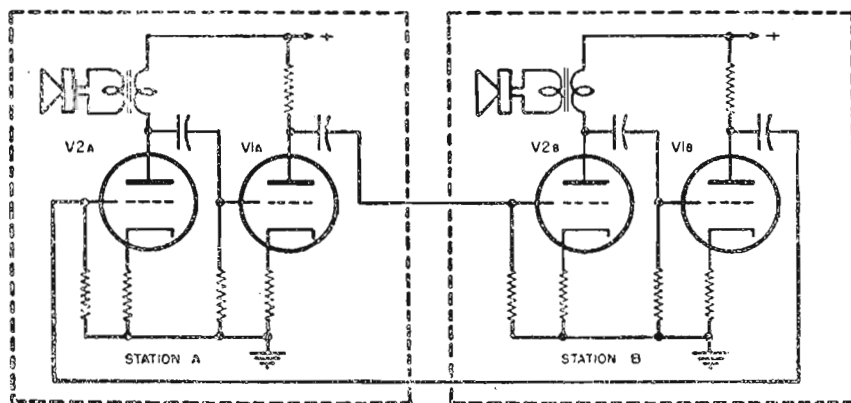 +
+
V2A
V1A
V2B
V1B
STATION A
STATION B